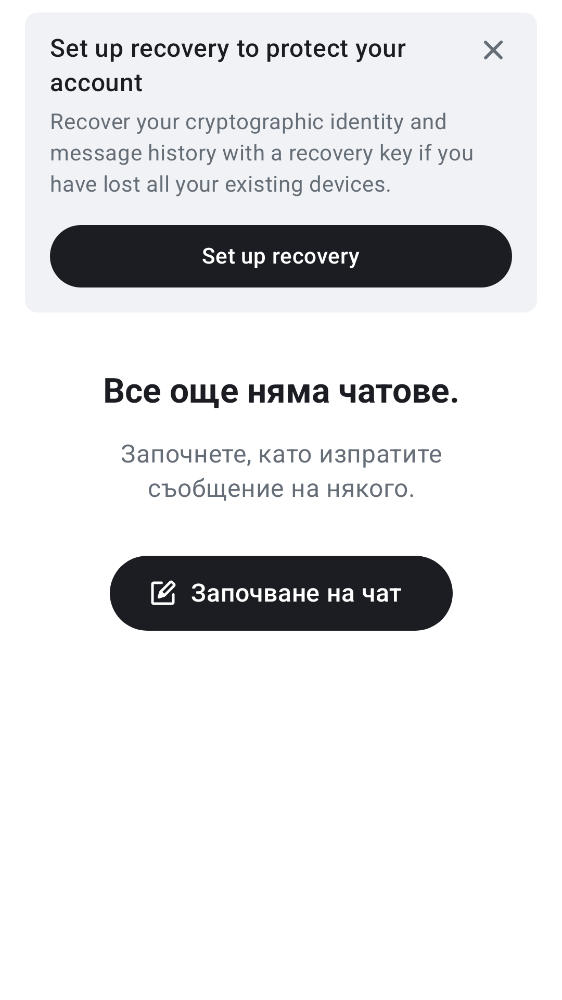 Set up recovery to protect your
account
Recover your cryptographic identity and
message history with a recovery key if you
have lost all your existing devices.
Set up recovery
Все още няма чатове.
Започнете, като изпратите
съобщение на някого.
Започване на чат